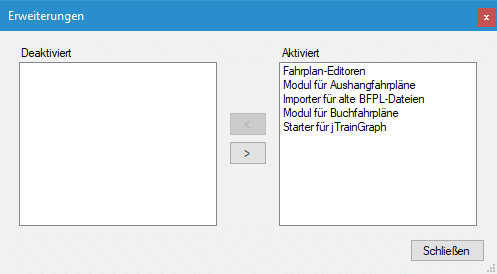 Erweiterungen
x
Deaktiviert
Aktiviert
Fahrplan-Editoren
Modul für Aushangfahrpläne
Importer für alte BFPL-Dateien
Modul für Buchfahrpläne
Starter für jTrainGraph
<
>
Schließen